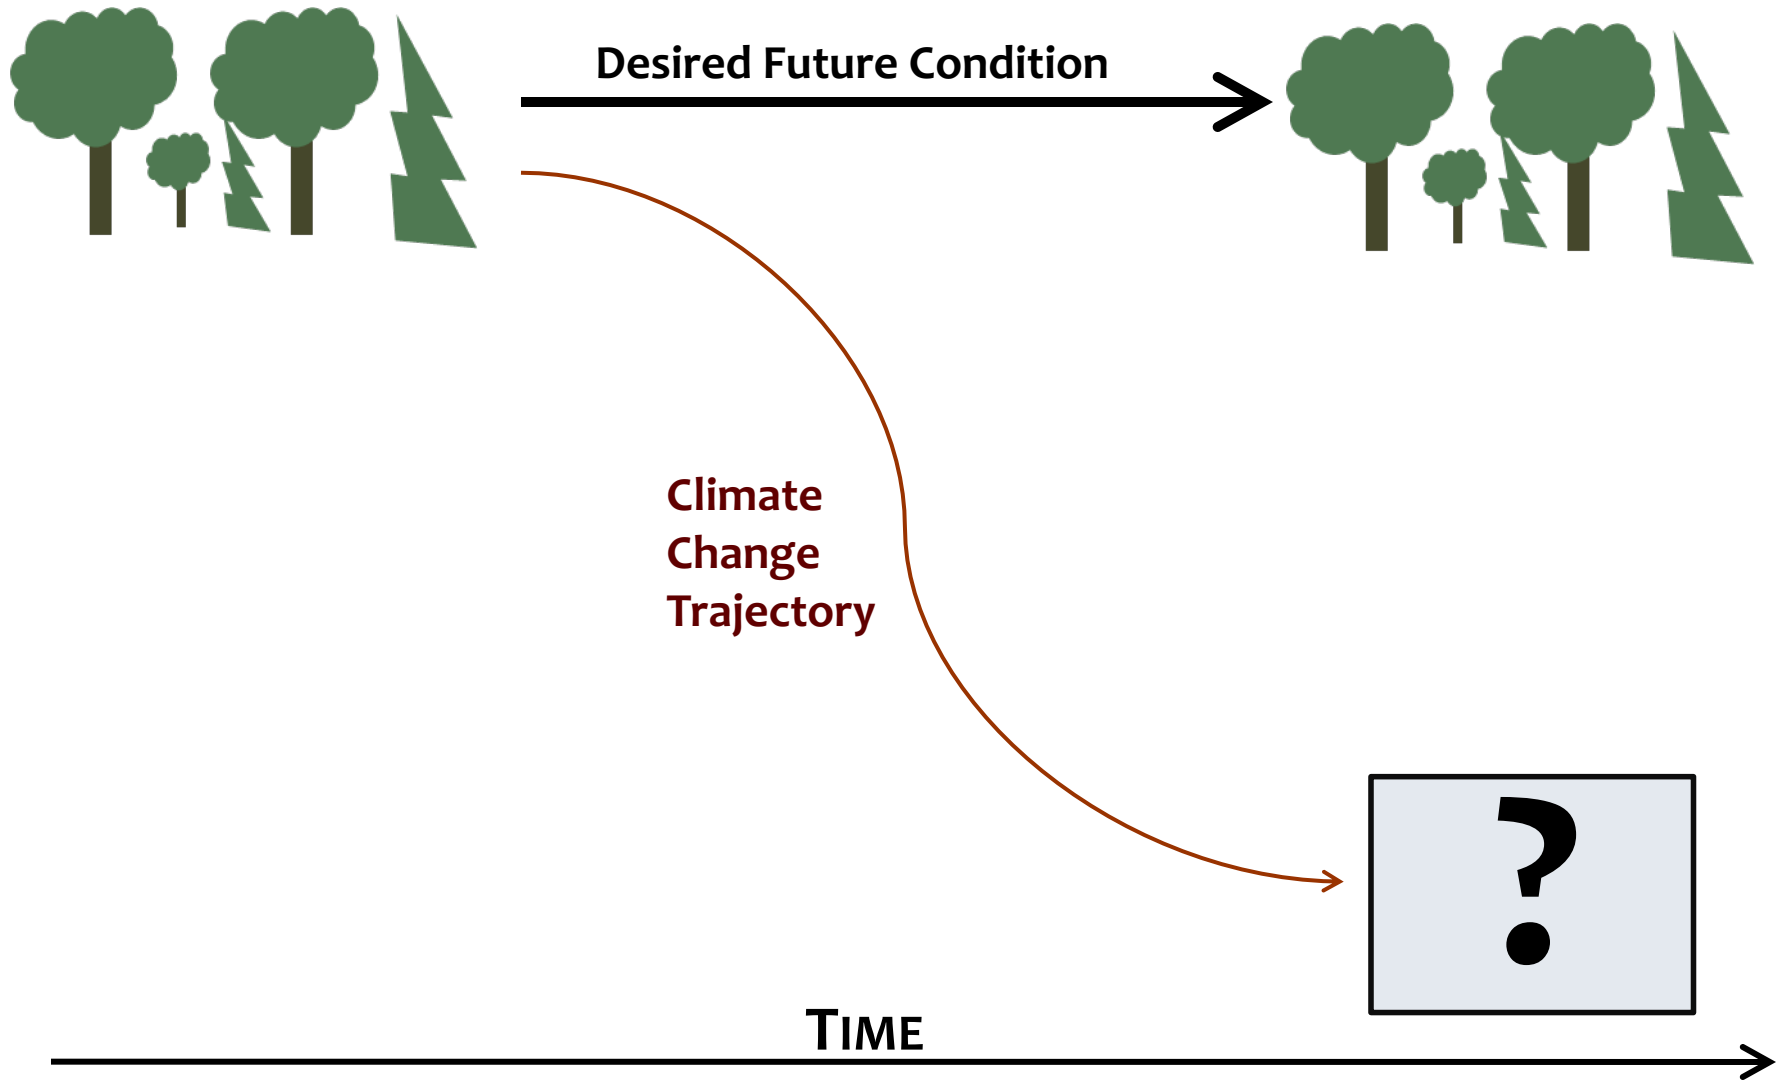 Desired Future Condition
Climate
Change
Trajectory
?
TIME